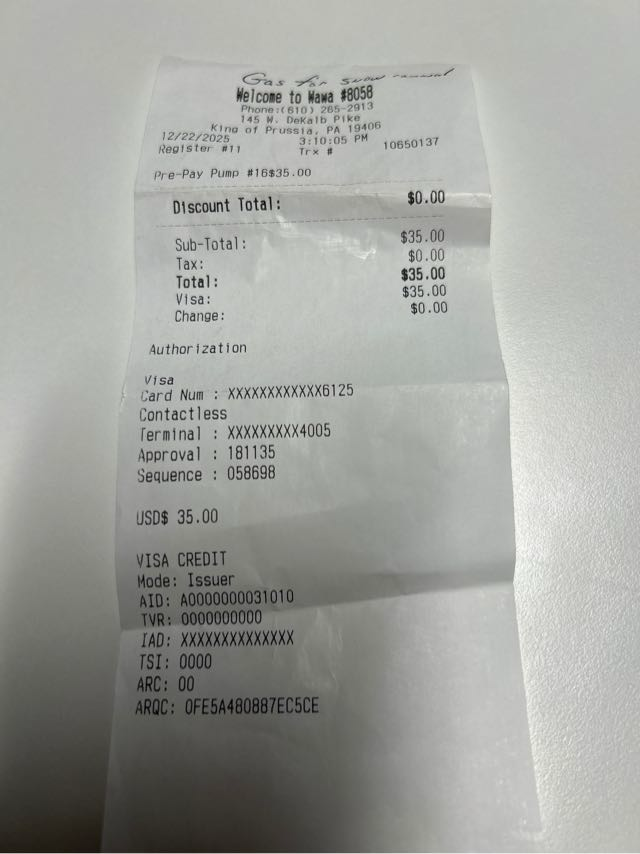 Gas for snow removal
Welcome to Wawa #8058
Phone:(610) 265-2913
145 W. DeKalb Pike
King of Prussia, PA 19406
12/22/2025 3:10:05 PM
Register #11 Trx # 10650137
Pre-Pay Pump #16$35.00
Discount Total: $0.00
Sub-Total: $35.00
Tax: $0.00
Total: $35.00
Visa: $35.00
Change: $0.00
Authorization
Visa
Card Num : XXXXXXXXXXXX6125
Contactless
Terminal : XXXXXXXXX4005
Approval : 181135
Sequence : 058698
USD$ 35.00
VISA CREDIT
Mode: Issuer
AID: A0000000031010
TVR: 0000000000
IAD: XXXXXXXXXXXXXX
TSI: 0000
ARC: 00
ARQC: 0FE5A480887EC5CE